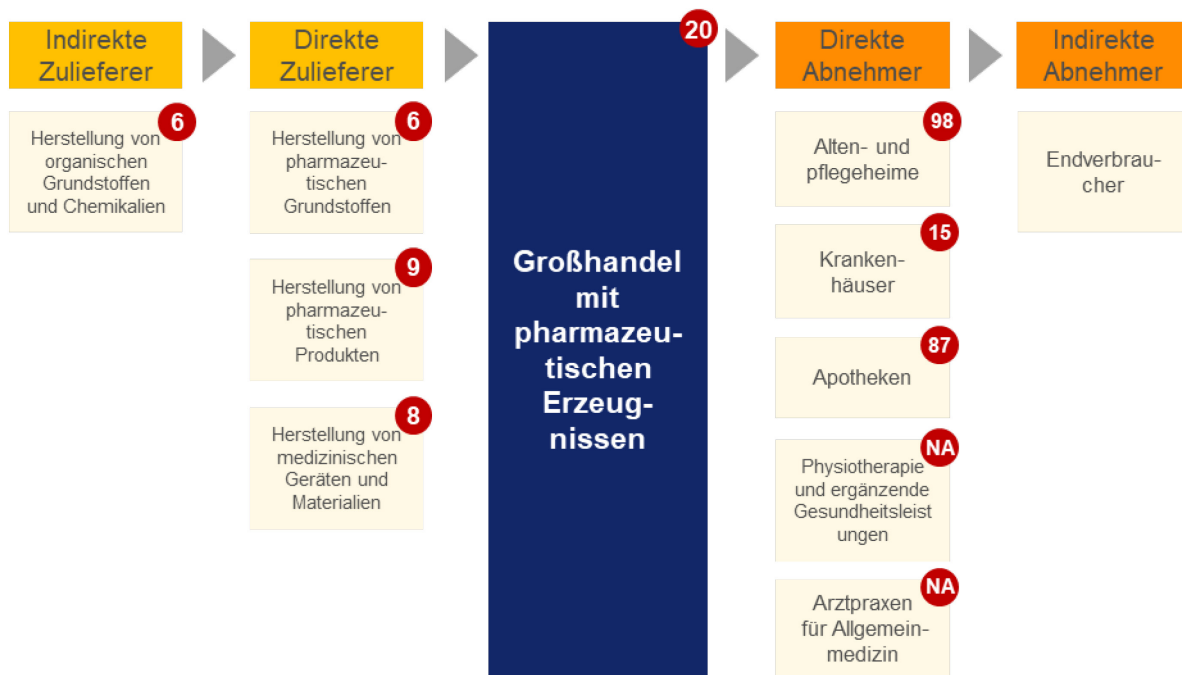 Indirekte
Zulieferer
6
Herstellung von
organischen
Grundstoffen
und Chemikalien
Direkte
Zulieferer
6
Herstellung von
pharmazeu-
tischen
Grundstoffen
9
Herstellung von
pharmazeu-
tischen
Produkten
8
Herstellung von
medizinischen
Geräten und
Materialien
20
Großhandel
mit
pharmazeu-
tischen
Erzeug-
nissen
Direkte
Abnehmer
98
Alten- und
pflegeheime
15
Kranken-
häuser
87
Apotheken
NA
Physiotherapie
und ergänzende
Gesundheitsleist
ungen
NA
Arztpraxen
für Allgemein-
medizin
Indirekte
Abnehmer
Endverbrau-
cher